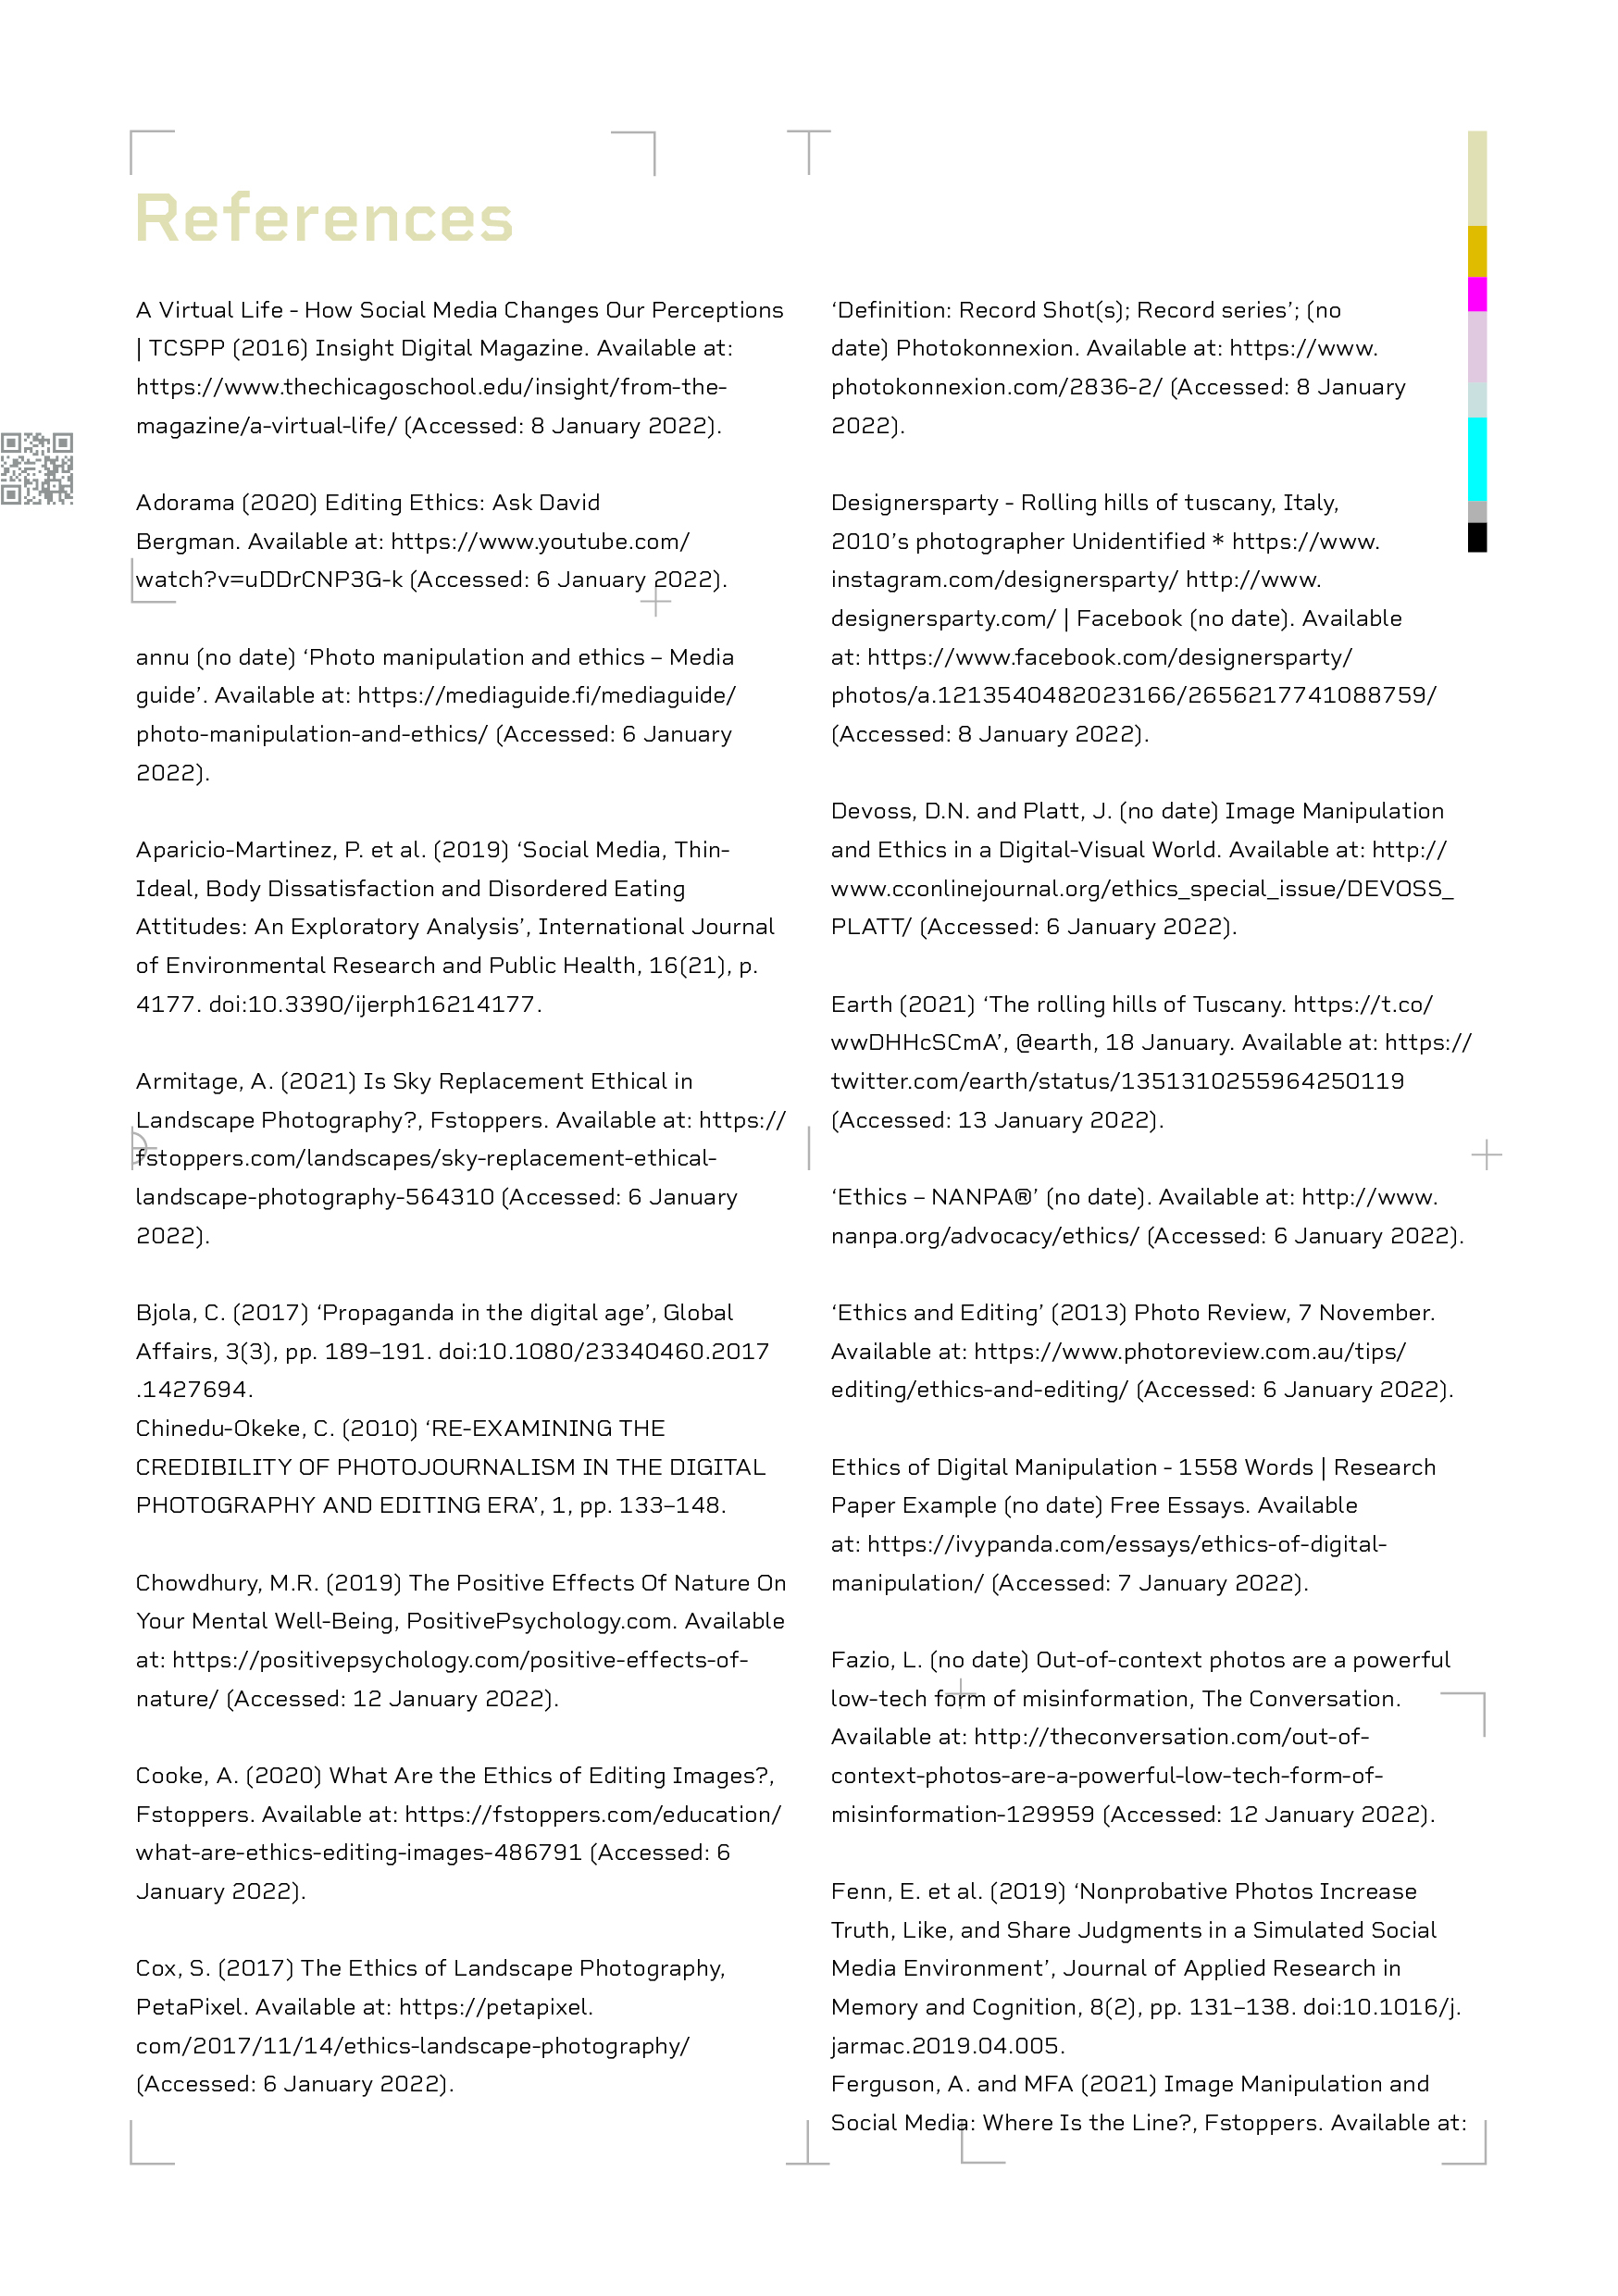 References
A Virtual Life - How Social Media Changes Our Perceptions
| TCSPP (2016) Insight Digital Magazine. Available at:
https://www.thechicagoschool.edu/insight/from-the-
magazine/a-virtual-life/ (Accessed: 8 January 2022).
Adorama (2020) Editing Ethics: Ask David
Bergman. Available at: https://www.youtube.com/
watch?v=uDDrCNP3G-k (Accessed: 6 January 2022).
annu (no date) ‘Photo manipulation and ethics – Media
guide’. Available at: https://mediaguide.fi/mediaguide/
photo-manipulation-and-ethics/ (Accessed: 6 January
2022).
Aparicio-Martinez, P. et al. (2019) ‘Social Media, Thin-
Ideal, Body Dissatisfaction and Disordered Eating
Attitudes: An Exploratory Analysis’, International Journal
of Environmental Research and Public Health, 16(21), p.
4177. doi:10.3390/ijerph16214177.
Armitage, A. (2021) Is Sky Replacement Ethical in
Landscape Photography?, Fstoppers. Available at: https://
fstoppers.com/landscapes/sky-replacement-ethical-
landscape-photography-564310 (Accessed: 6 January
2022).
Bjola, C. (2017) ‘Propaganda in the digital age’, Global
Affairs, 3(3), pp. 189–191. doi:10.1080/23340460.2017
.1427694.
Chinedu-Okeke, C. (2010) ‘RE-EXAMINING THE
CREDIBILITY OF PHOTOJOURNALISM IN THE DIGITAL
PHOTOGRAPHY AND EDITING ERA’, 1, pp. 133–148.
Chowdhury, M.R. (2019) The Positive Effects Of Nature On
Your Mental Well-Being, PositivePsychology.com. Available
at: https://positivepsychology.com/positive-effects-of-
nature/ (Accessed: 12 January 2022).
Cooke, A. (2020) What Are the Ethics of Editing Images?,
Fstoppers. Available at: https://fstoppers.com/education/
what-are-ethics-editing-images-486791 (Accessed: 6
January 2022).
Cox, S. (2017) The Ethics of Landscape Photography,
PetaPixel. Available at: https://petapixel.
com/2017/11/14/ethics-landscape-photography/
(Accessed: 6 January 2022).
‘Definition: Record Shot(s); Record series’; (no
date) Photokonnexion. Available at: https://www.
photokonnexion.com/2836-2/ (Accessed: 8 January
2022).
Designersparty - Rolling hills of tuscany, Italy,
2010’s photographer Unidentified * https://www.
instagram.com/designersparty/ http://www.
designersparty.com/ | Facebook (no date). Available
at: https://www.facebook.com/designersparty/
photos/a.1213540482023166/2656217741088759/
(Accessed: 8 January 2022).
Devoss, D.N. and Platt, J. (no date) Image Manipulation
and Ethics in a Digital-Visual World. Available at: http://
www.cconlinejournal.org/ethics_special_issue/DEVOSS_
PLATT/ (Accessed: 6 January 2022).
Earth (2021) ‘The rolling hills of Tuscany. https://t.co/
wwDHHcSCmA’, @earth, 18 January. Available at: https://
twitter.com/earth/status/1351310255964250119
(Accessed: 13 January 2022).
‘Ethics – NANPA®’ (no date). Available at: http://www.
nanpa.org/advocacy/ethics/ (Accessed: 6 January 2022).
‘Ethics and Editing’ (2013) Photo Review, 7 November.
Available at: https://www.photoreview.com.au/tips/
editing/ethics-and-editing/ (Accessed: 6 January 2022).
Ethics of Digital Manipulation - 1558 Words | Research
Paper Example (no date) Free Essays. Available
at: https://ivypanda.com/essays/ethics-of-digital-
manipulation/ (Accessed: 7 January 2022).
Fazio, L. (no date) Out-of-context photos are a powerful
low-tech form of misinformation, The Conversation.
Available at: http://theconversation.com/out-of-
context-photos-are-a-powerful-low-tech-form-of-
misinformation-129959 (Accessed: 12 January 2022).
Fenn, E. et al. (2019) ‘Nonprobative Photos Increase
Truth, Like, and Share Judgments in a Simulated Social
Media Environment’, Journal of Applied Research in
Memory and Cognition, 8(2), pp. 131–138. doi:10.1016/j.
jarmac.2019.04.005.
Ferguson, A. and MFA (2021) Image Manipulation and
Social Media: Where Is the Line?, Fstoppers. Available at: